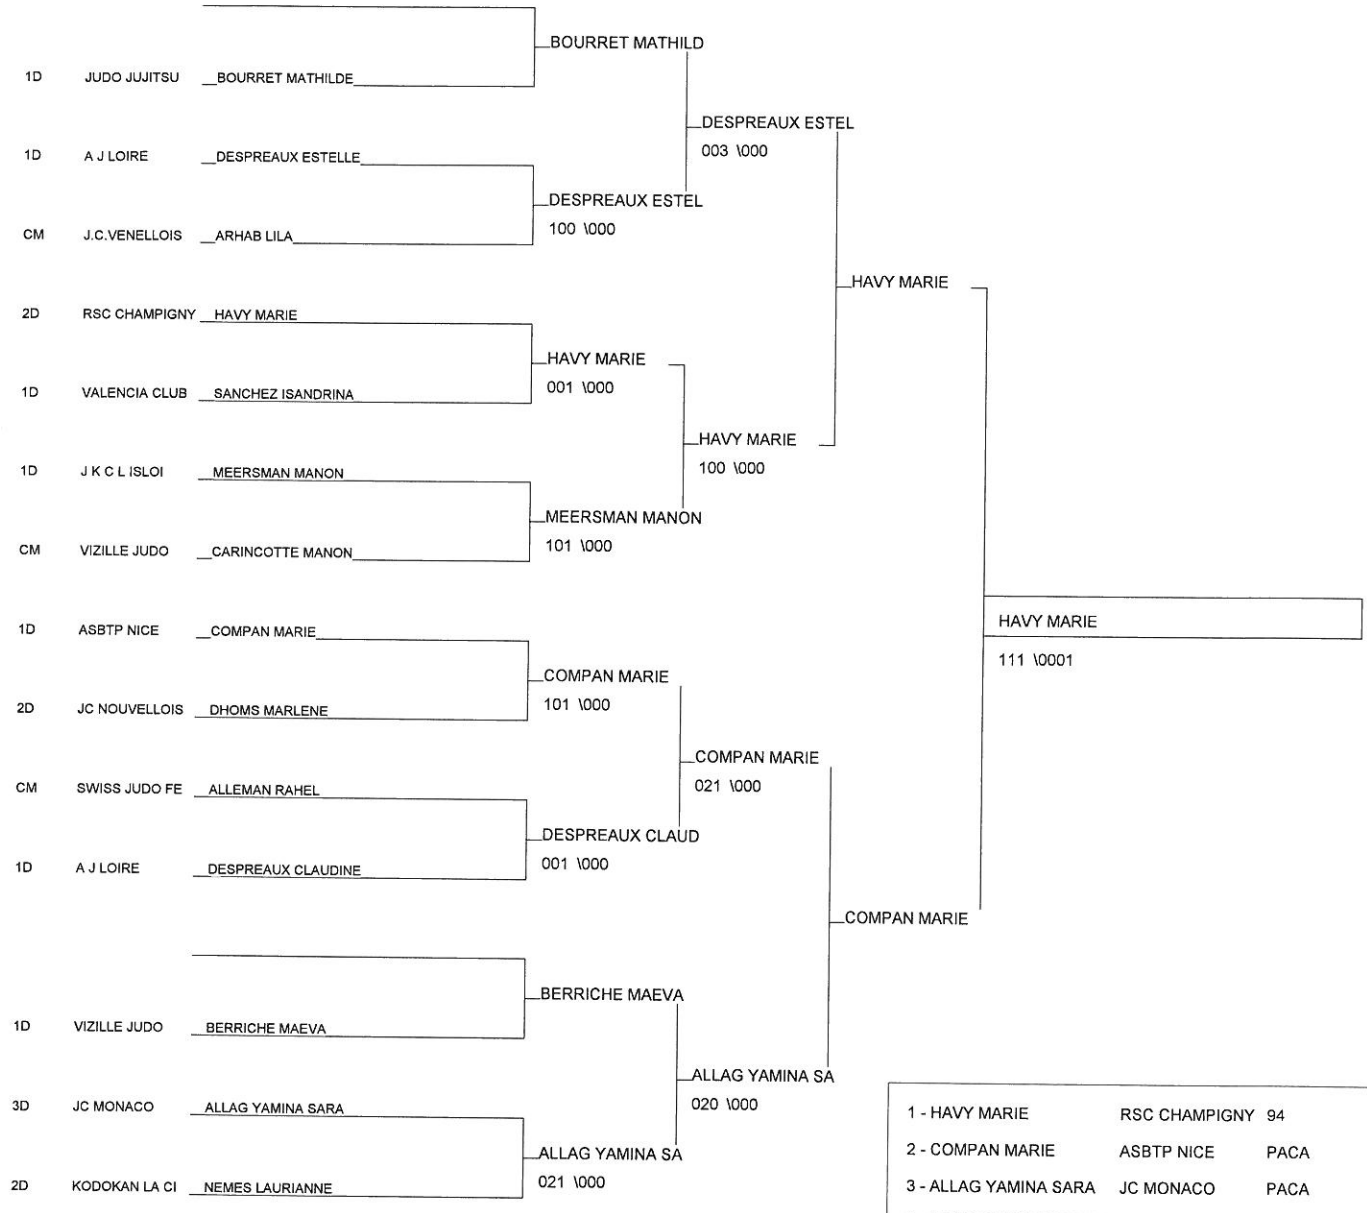 BOURRET MATHILD
1D JUDO JUJITSU BOURRET MATHILDE
DESPREAUX ESTEL
003 \000
1D A J LOIRE DESPREAUX ESTELLE
DESPREAUX ESTEL
100 \000
CM J.C.VENELLOIS ARHAB LILA
HAVY MARIE
2D RSC CHAMPIGNY HAVY MARIE
HAVY MARIE
001 \000
1D VALENCIA CLUB SANCHEZ ISANDRINA
HAVY MARIE
100 \000
1D J K C L ISLOI MEERSMAN MANON
MEERSMAN MANON
101 \000
CM VIZILLE JUDO CARINCOTTE MANON
HAVY MARIE
111 \0001
1D ASBTP NICE COMPAN MARIE
COMPAN MARIE
101 \000
2D JC NOUVELLOIS DHOMS MARLENE
COMPAN MARIE
021 \000
CM SWISS JUDO FE ALLEMAN RAHEL
DESPREAUX CLAUD
001 \000
1D A J LOIRE DESPREAUX CLAUDINE
COMPAN MARIE
BERRICHE MAEVA
1D VIZILLE JUDO BERRICHE MAEVA
ALLAG YAMINA SA
020 \000
3D JC MONACO ALLAG YAMINA SARA
ALLAG YAMINA SA
021 \000
2D KODOKAN LA CI NEMES LAURIANNE
1 - HAVY MARIE RSC CHAMPIGNY 94
2 - COMPAN MARIE ASBTP NICE PACA
3 - ALLAG YAMINA SARA JC MONACO PACA